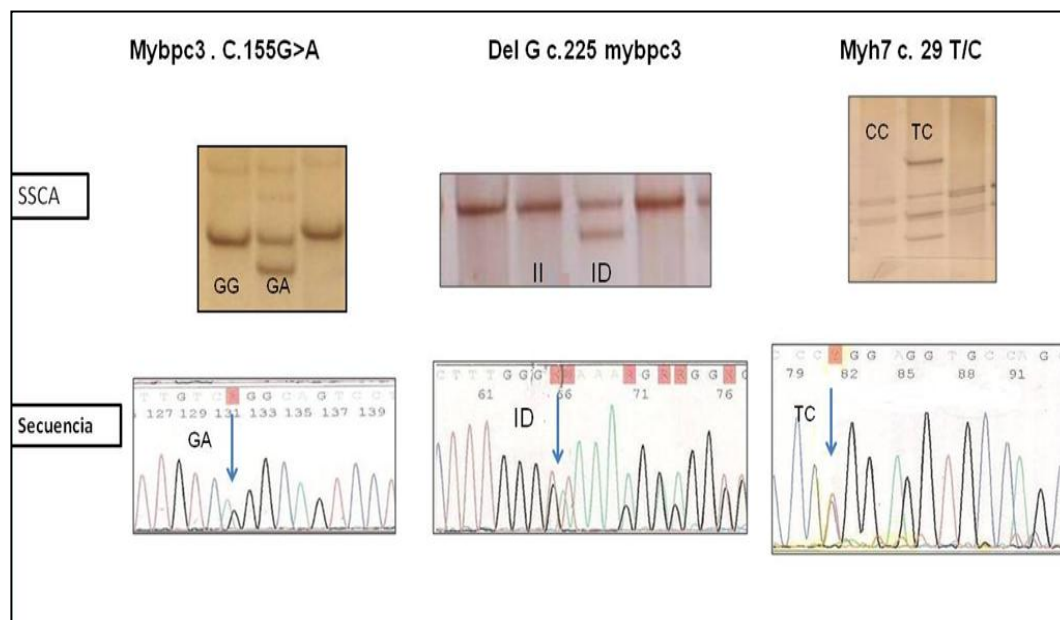 Mybpc3 . C.155G>A
Del G c.225 mybpc3
Myh7 c. 29 T/C
SSCA
GG GA
II ID
CC TC
Secuencia
T T G T C G G C A G T C C T
127 129 131 133 135 137 139
GA
C T T T G G G A A A G G G
61 66 71 76
ID
C C C G G A G G T G C C A G
79 82 85 88 91
TC